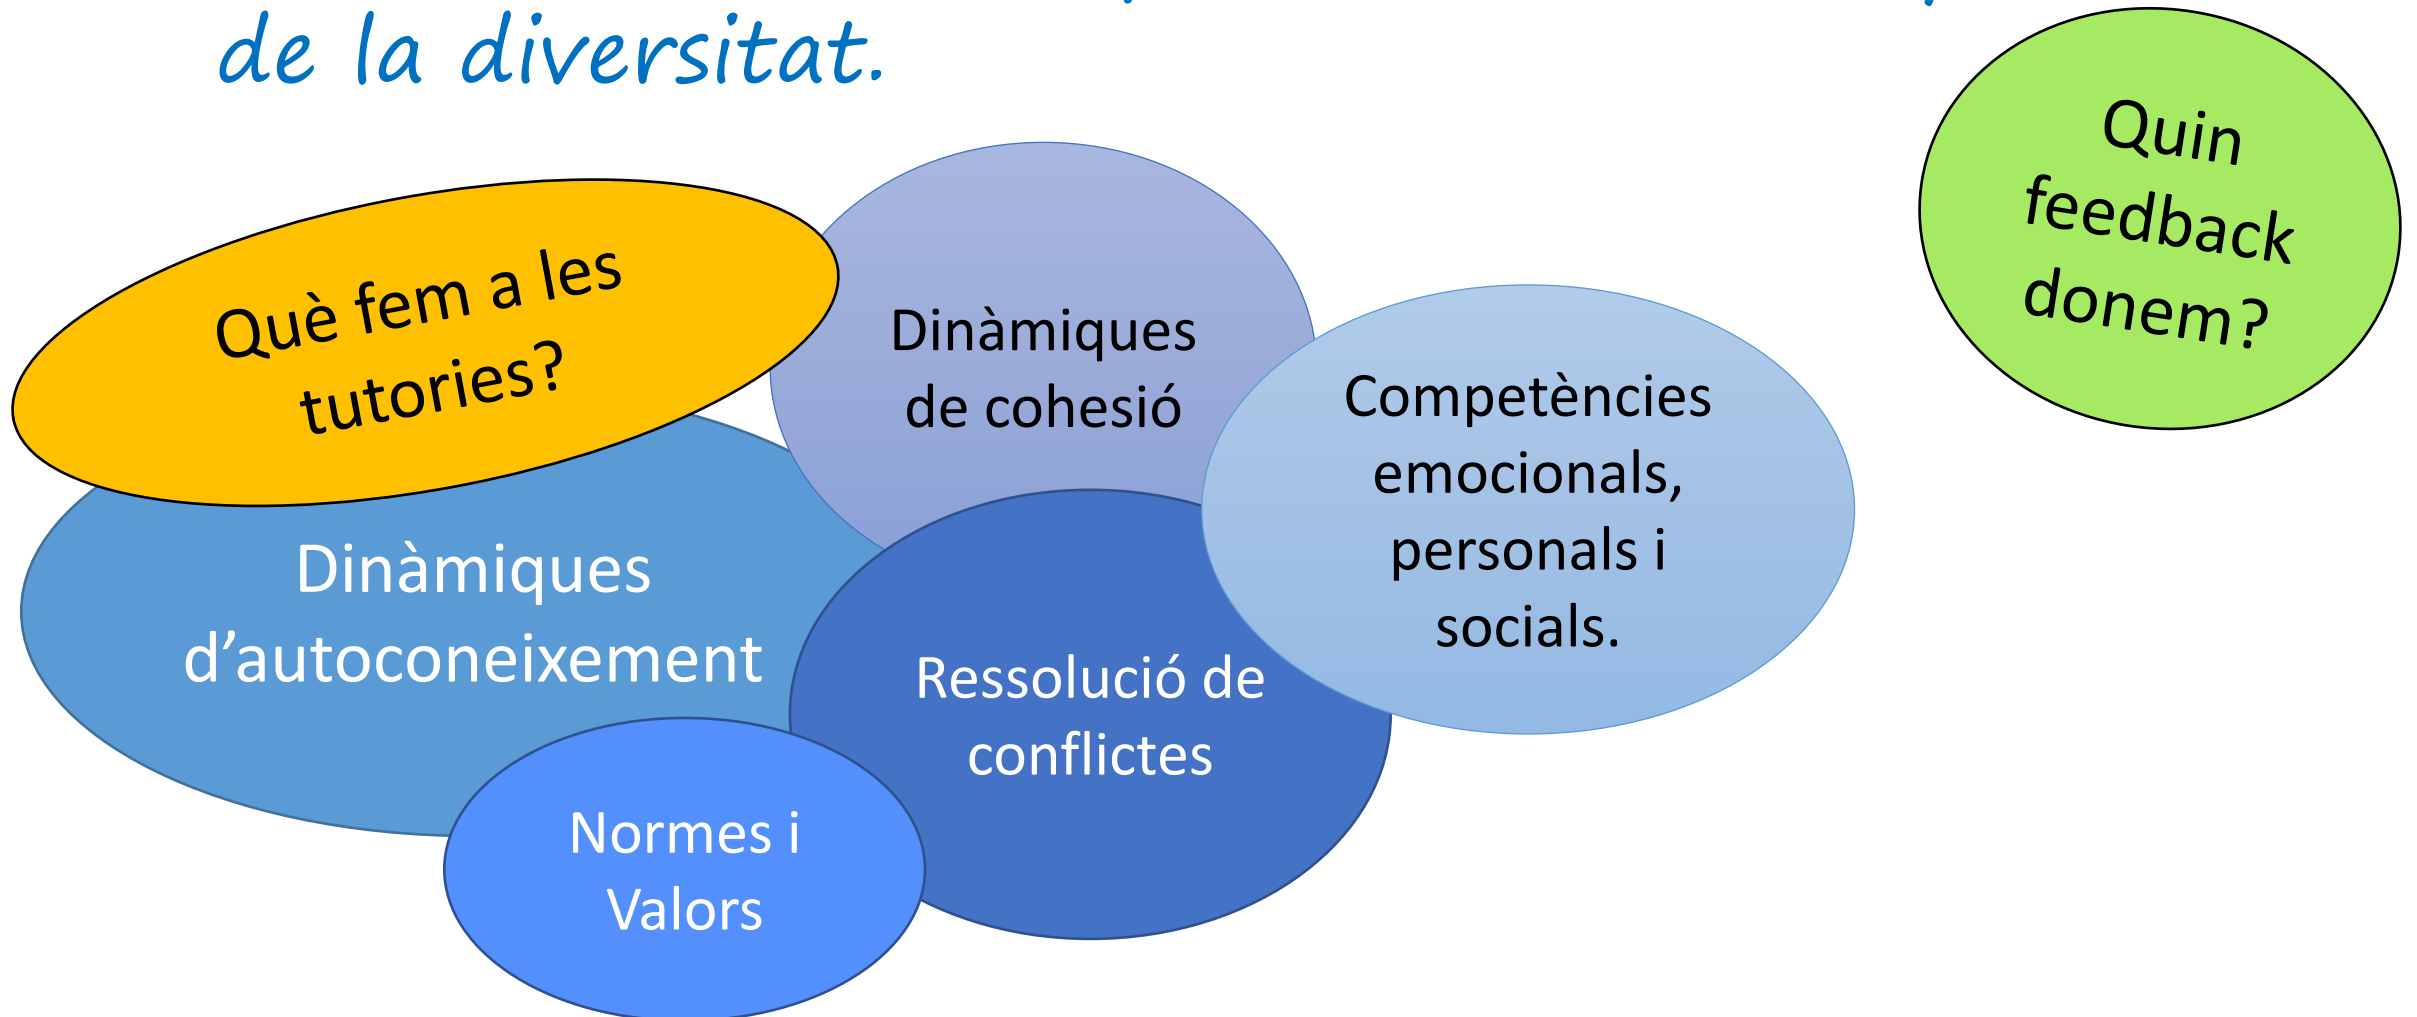 de la diversitat.
Què fem a les
tutories?
Dinàmiques
de cohesió
Competències
emocionals,
personals i
socials.
Quin
feedback
donem?
Dinàmiques
d’autoconeixement
Ressolució de
conflictes
Normes i
Valors